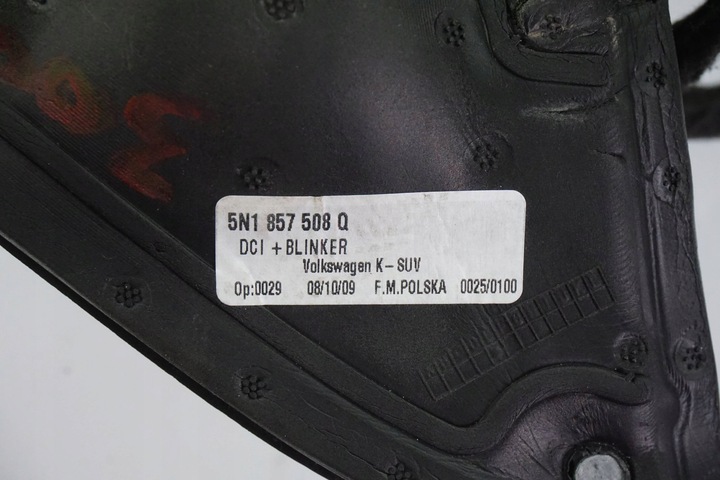 5N1 857 508 Q
DCI + BLINKER
Volkswagen K-SUV
Op:0029 08/10/09 F.M.POLSKA 0025/0100